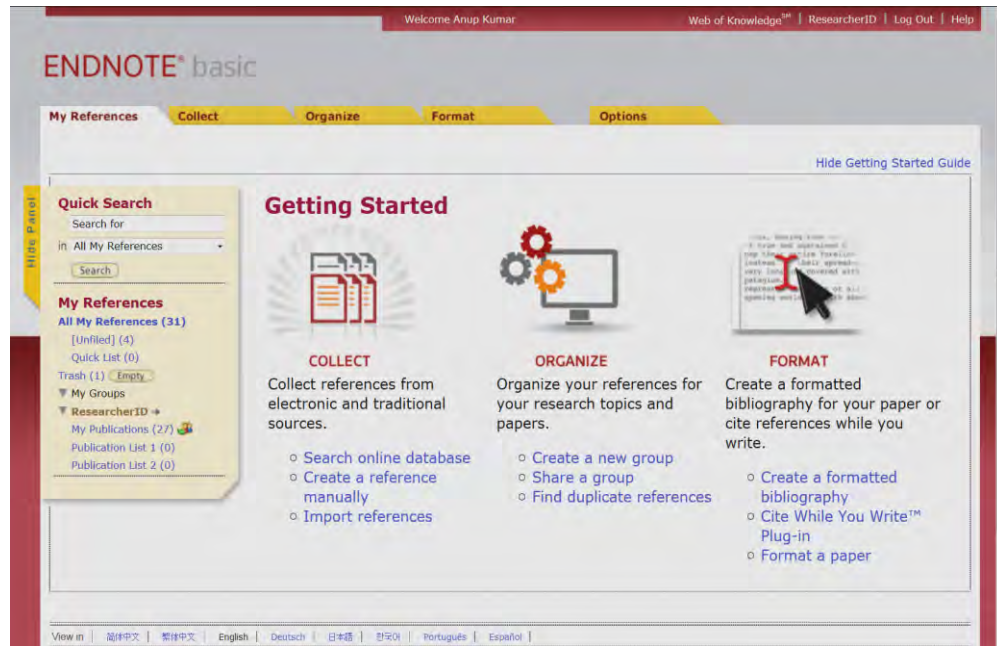 Welcome Anup Kumar
Web of Knowledge℠ | ResearcherID | Log Out | Help
ENDNOTE® basic
My References
Collect
Organize
Format
Options
Hide Getting Started Guide
Hide Panel
Quick Search
Search for
in All My References
Search
My References
All My References (31)
[Unfiled] (4)
Quick List (0)
Trash (1) Empty
My Groups
ResearcherID
My Publications (27)
Publication List 1 (0)
Publication List 2 (0)
Getting Started
COLLECT
Collect references from
electronic and traditional
sources.
Search online database
Create a reference
manually
Import references
ORGANIZE
Organize your references for
your research topics and
papers.
Create a new group
Share a group
Find duplicate references
FORMAT
Create a formatted
bibliography for your paper or
cite references while you
write.
Create a formatted
bibliography
Cite While You Write™
Plug-in
Format a paper
View in | 简体中文 | 繁体中文 | English | Deutsch | 日本語 | 한국어 | Português | Español |